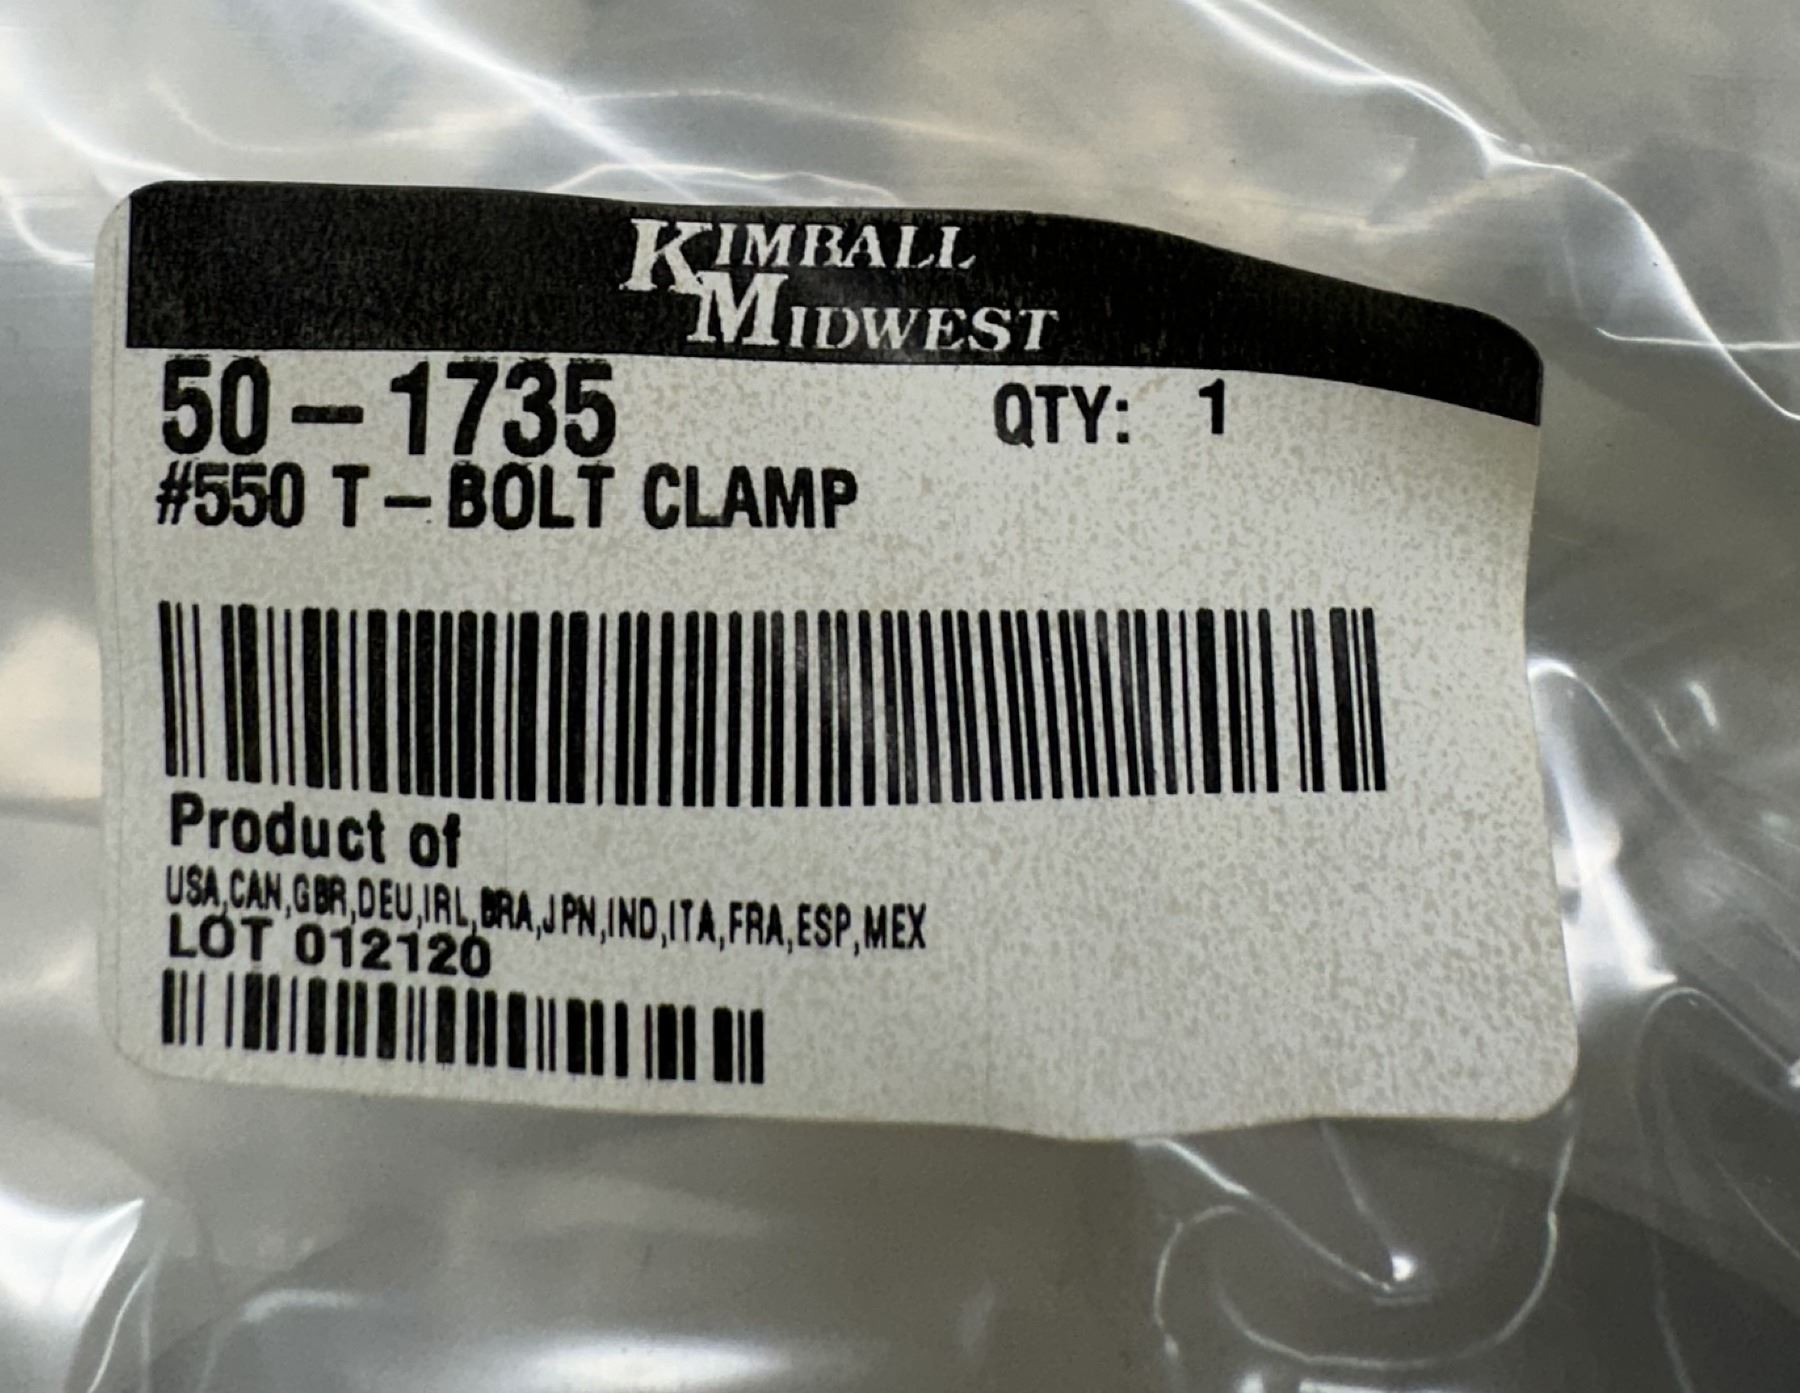 KIMBALL
MIDWEST
50-1735 QTY: 1
#550 T-BOLT CLAMP
Product of
USA,CAN,GBR,DEU,IRL,BRA,JPN,IND,ITA,FRA,ESP,MEX
LOT 012120